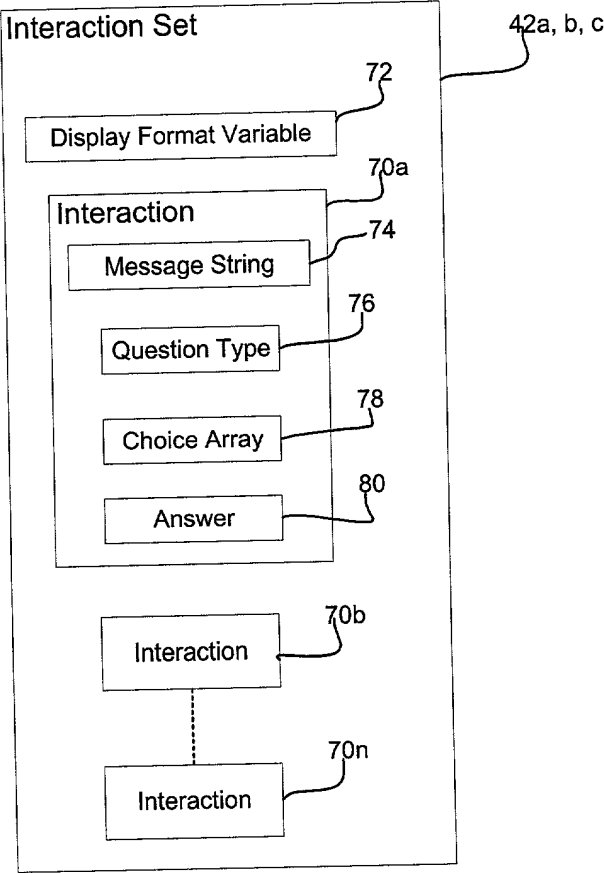 Interaction Set
42a, b, c
72
Display Format Variable
70a
Interaction
74
Message String
76
Question Type
78
Choice Array
80
Answer
70b
Interaction
70n
Interaction